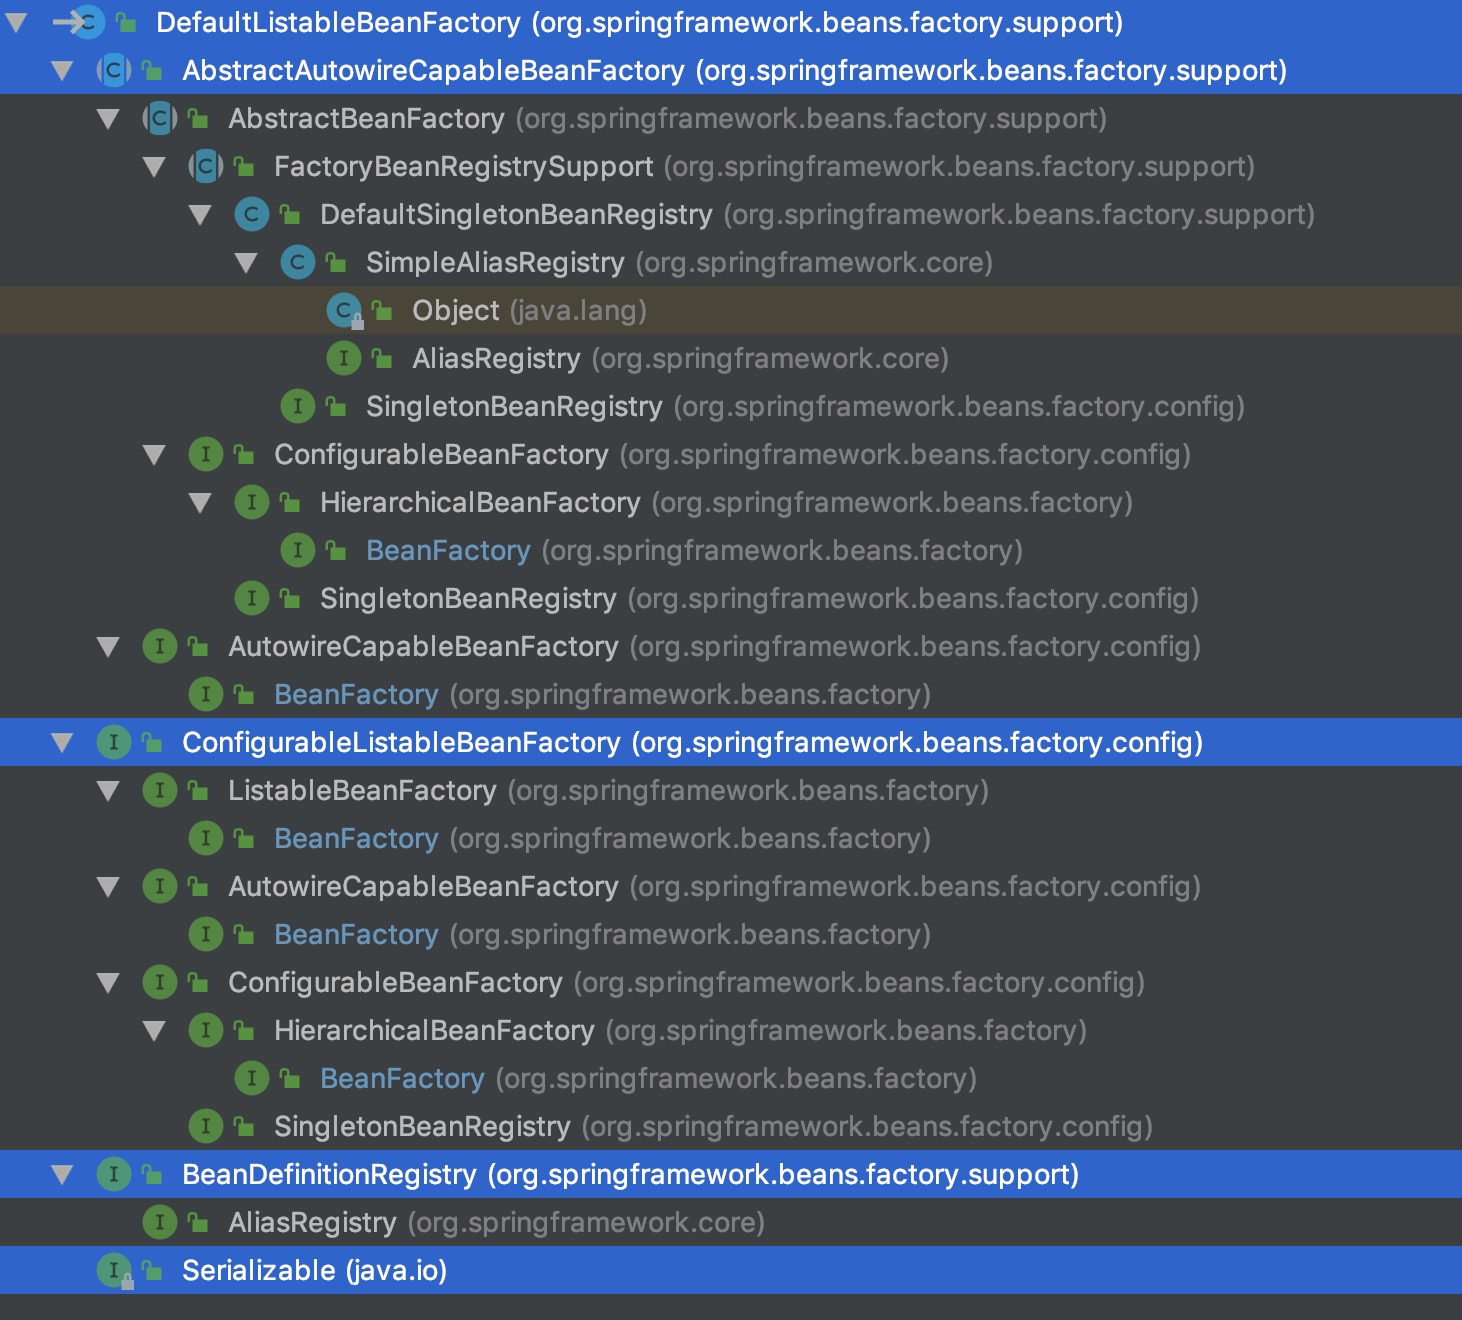 DefaultListableBeanFactory (org.springframework.beans.factory.support)
AbstractAutowireCapableBeanFactory (org.springframework.beans.factory.support)
AbstractBeanFactory (org.springframework.beans.factory.support)
FactoryBeanRegistrySupport (org.springframework.beans.factory.support)
DefaultSingletonBeanRegistry (org.springframework.beans.factory.support)
SimpleAliasRegistry (org.springframework.core)
Object (java.lang)
AliasRegistry (org.springframework.core)
SingletonBeanRegistry (org.springframework.beans.factory.config)
ConfigurableBeanFactory (org.springframework.beans.factory.config)
HierarchicalBeanFactory (org.springframework.beans.factory)
BeanFactory (org.springframework.beans.factory)
SingletonBeanRegistry (org.springframework.beans.factory.config)
AutowireCapableBeanFactory (org.springframework.beans.factory.config)
BeanFactory (org.springframework.beans.factory)
ConfigurableListableBeanFactory (org.springframework.beans.factory.config)
ListableBeanFactory (org.springframework.beans.factory)
BeanFactory (org.springframework.beans.factory)
AutowireCapableBeanFactory (org.springframework.beans.factory.config)
BeanFactory (org.springframework.beans.factory)
ConfigurableBeanFactory (org.springframework.beans.factory.config)
HierarchicalBeanFactory (org.springframework.beans.factory)
BeanFactory (org.springframework.beans.factory)
SingletonBeanRegistry (org.springframework.beans.factory.config)
BeanDefinitionRegistry (org.springframework.beans.factory.support)
AliasRegistry (org.springframework.core)
Serializable (java.io)